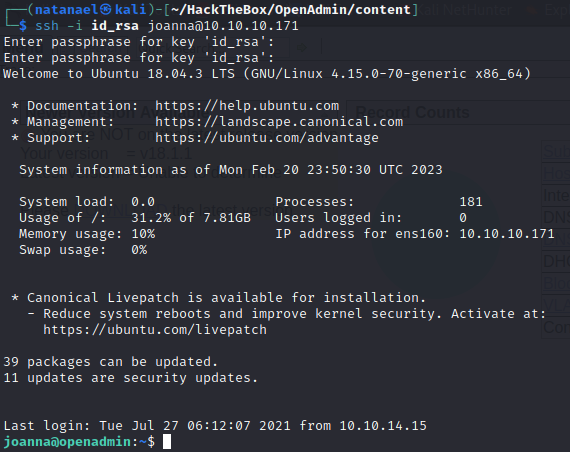 ┌──(natanael㉿kali)-[~/HackTheBox/OpenAdmin/content]
└─$ ssh -i id_rsa joanna@10.10.10.171
Enter passphrase for key 'id_rsa':
Enter passphrase for key 'id_rsa':
Welcome to Ubuntu 18.04.3 LTS (GNU/Linux 4.15.0-70-generic x86_64)
* Documentation:  https://help.ubuntu.com
* Management:     https://landscape.canonical.com
* Support:        https://ubuntu.com/advantage
System information as of Mon Feb 20 23:50:30 UTC 2023
System load:  0.0               Processes:             181
Usage of /:   31.2% of 7.81GB   Users logged in:       0
Memory usage: 10%               IP address for ens160: 10.10.10.171
Swap usage:   0%
* Canonical Livepatch is available for installation.
- Reduce system reboots and improve kernel security. Activate at:
https://ubuntu.com/livepatch
39 packages can be updated.
11 updates are security updates.
Last login: Tue Jul 27 06:12:07 2021 from 10.10.14.15
joanna@openadmin:~$
Record Counts